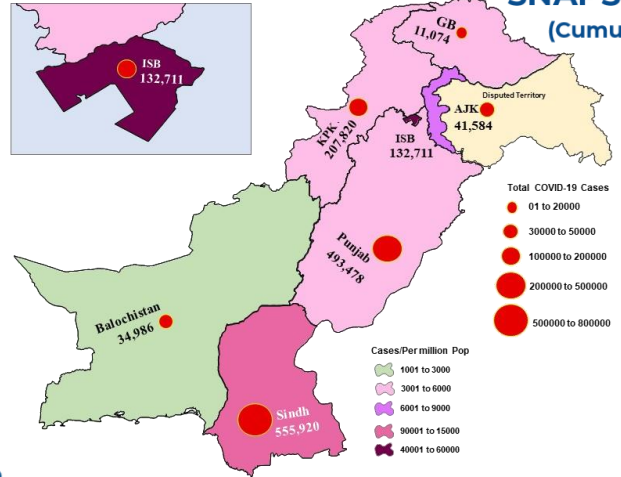 SNAPS
(Cumu
ISB
132,711
GB
11,074
KPK
207,820
Disputed Territory
AJK
41,584
ISB
132,711
Punjab
493,478
Balochistan
34,986
Sindh
555,920
Total COVID-19 Cases
01 to 20000
30000 to 50000
100000 to 200000
200000 to 500000
500000 to 800000
Cases/Per million Pop
1001 to 3000
3001 to 6000
6001 to 9000
90001 to 15000
40001 to 60000